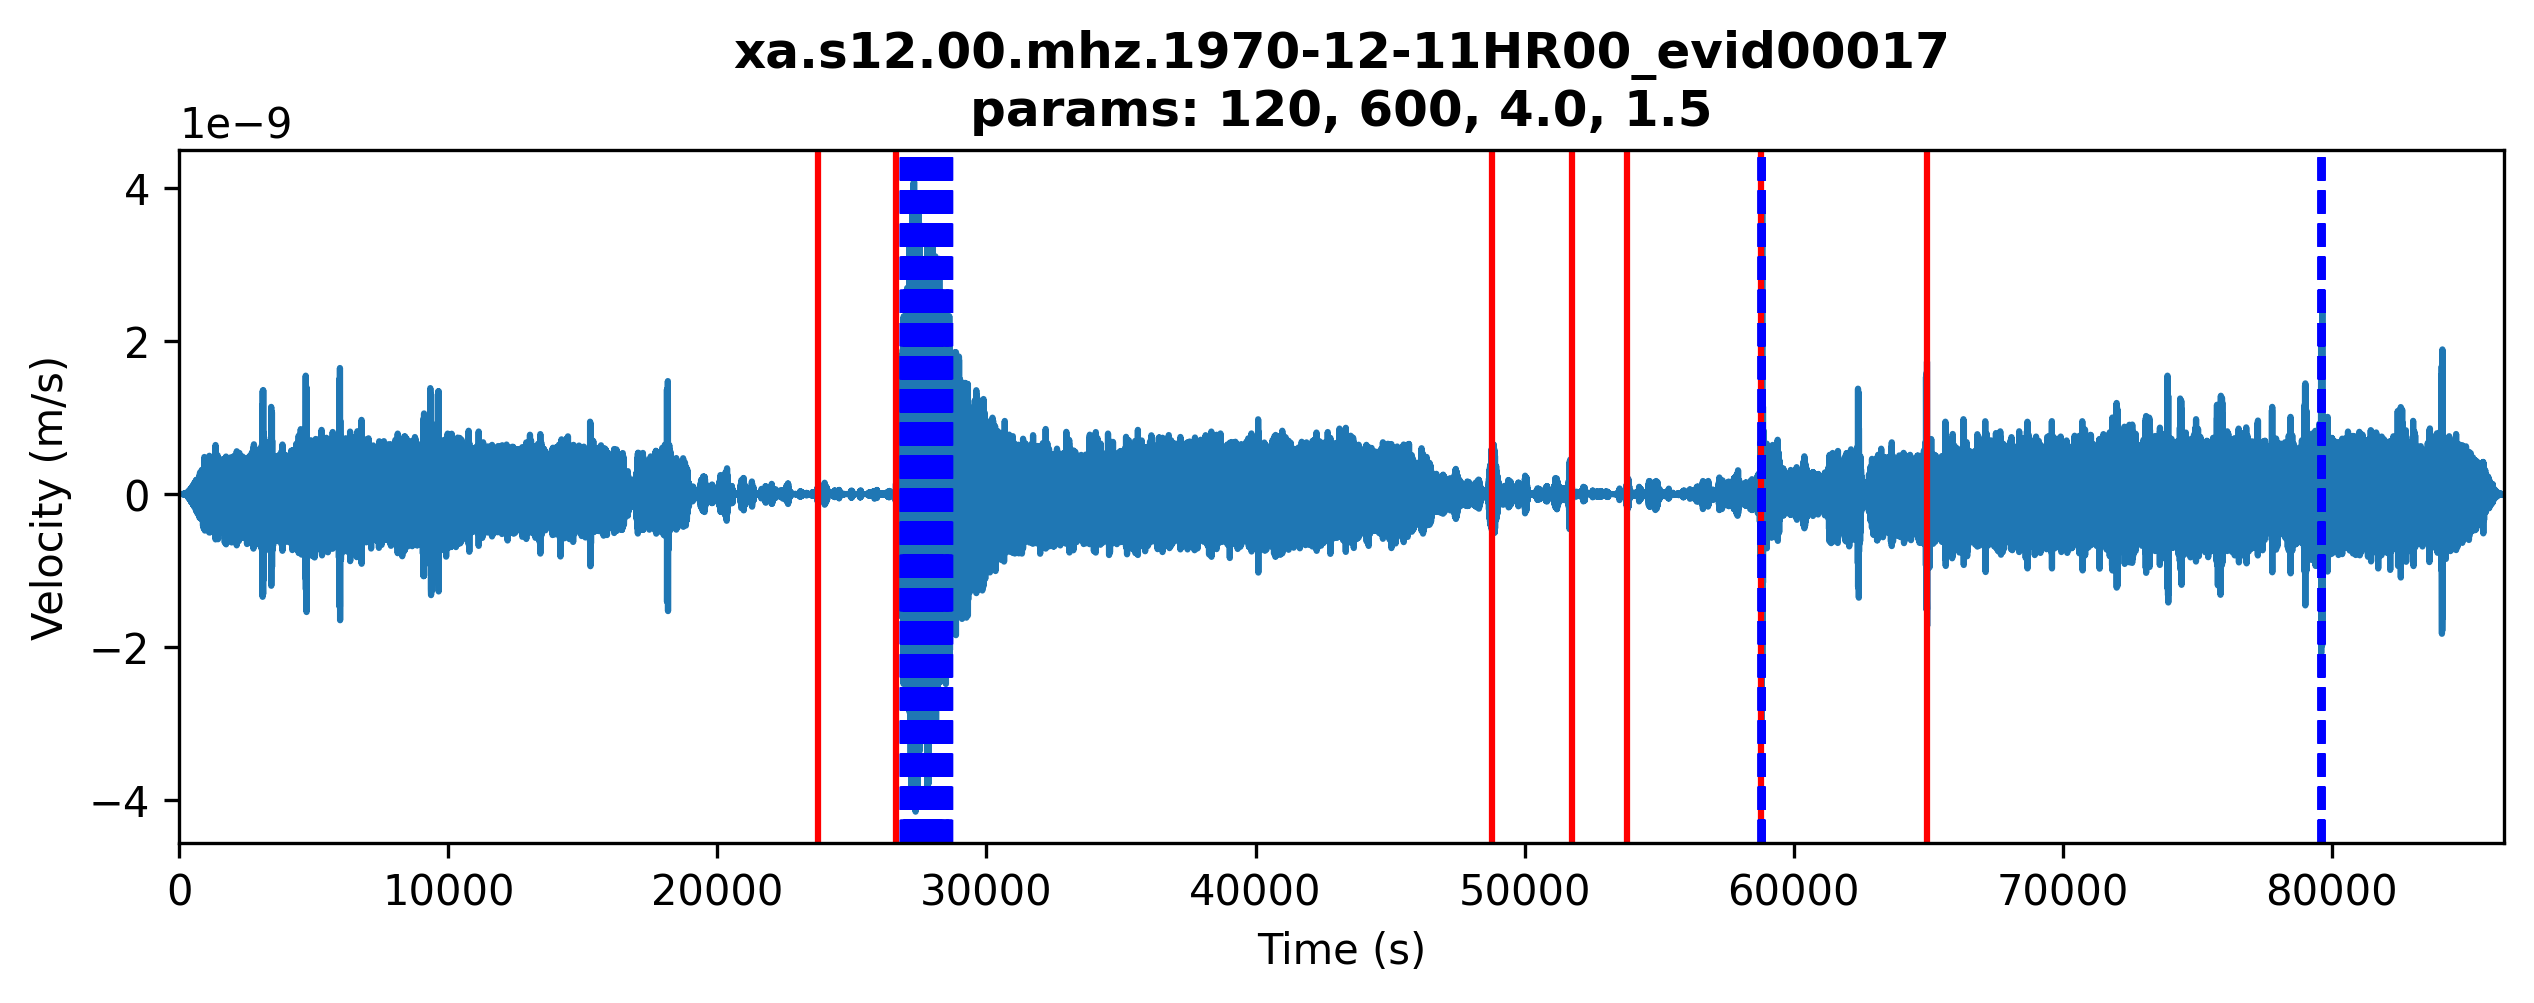 xa.s12.00.mhz.1970-12-11HR00_evid00017
params: 120, 600, 4.0, 1.5
1e−9
4
2
0
−2
−4
Velocity (m/s)
0 10000 20000 30000 40000 50000 60000 70000 80000
Time (s)